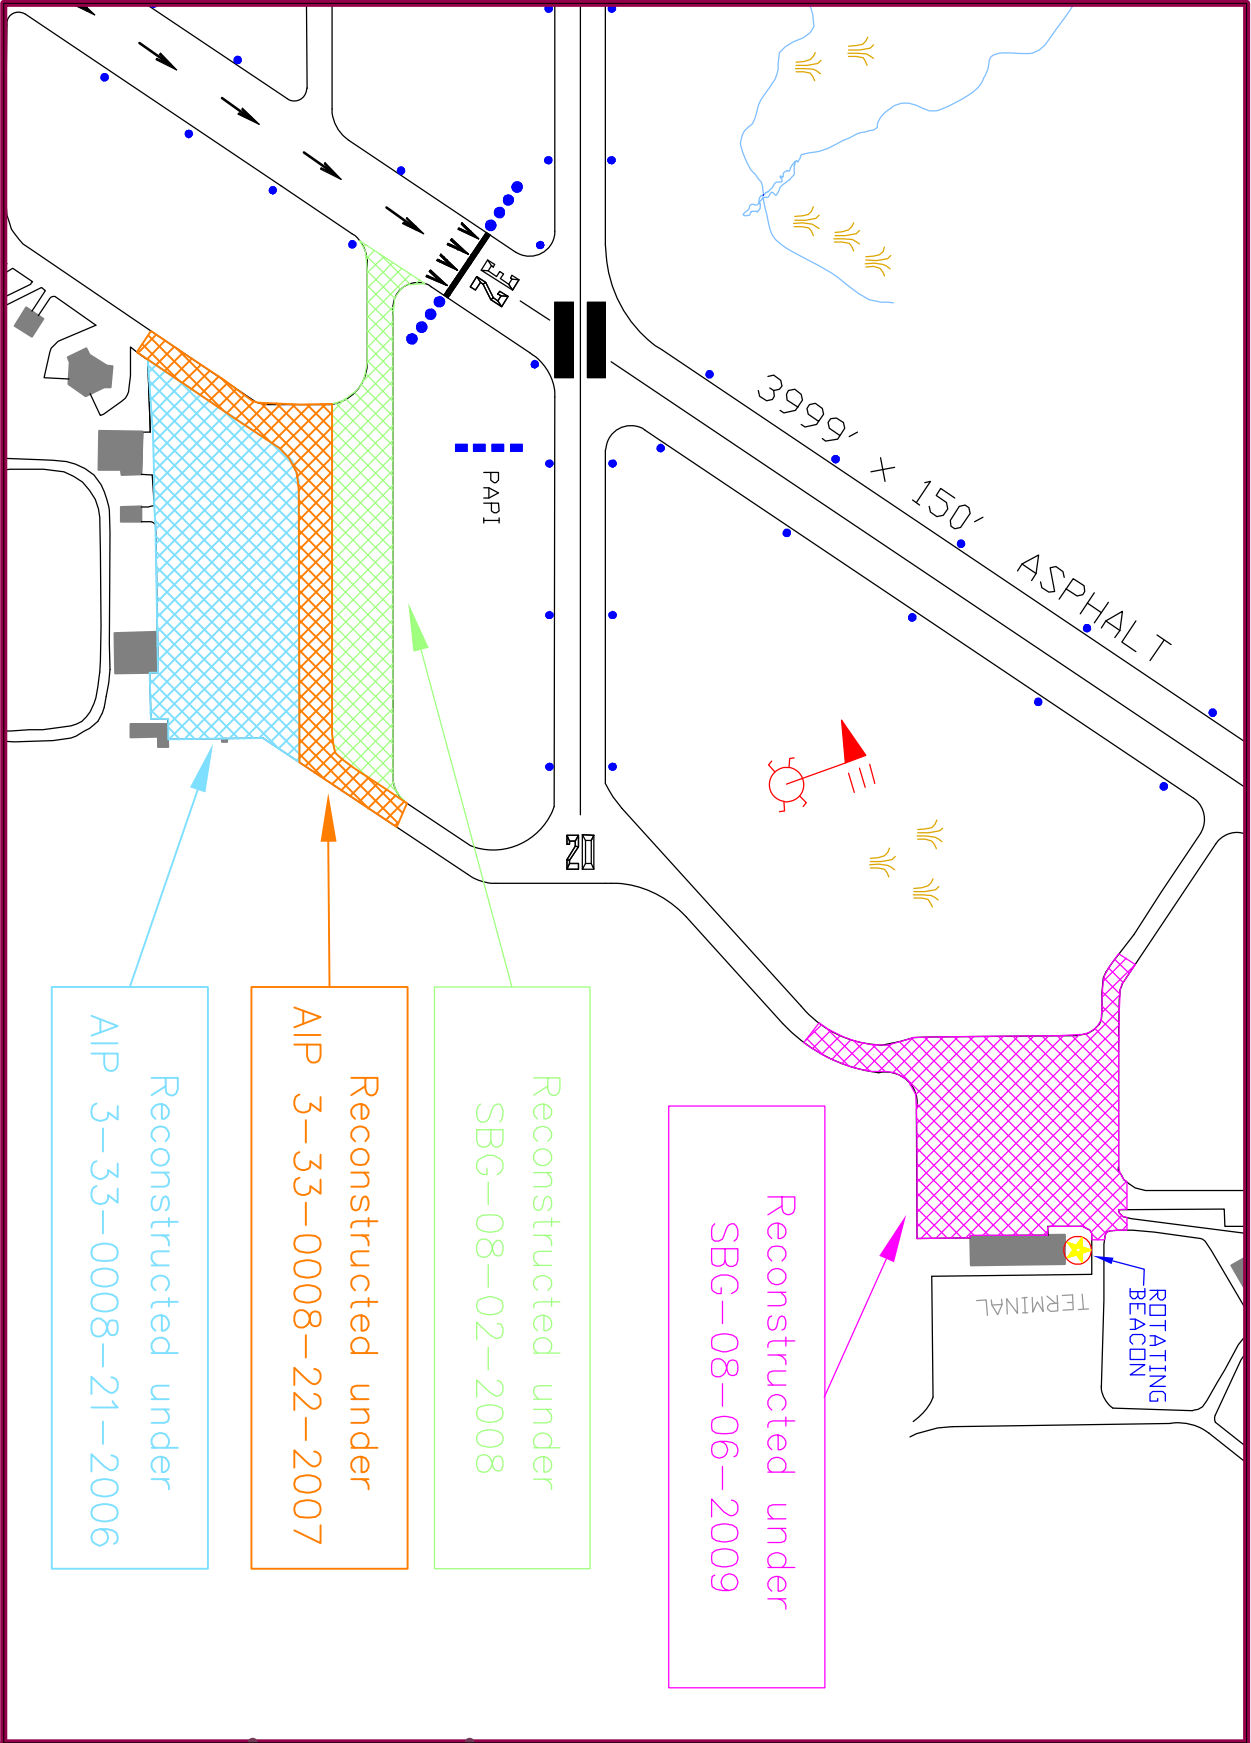 3999' X 150' ASPHALT
32
PAPI
20
ROTATING
BEACON
TERMINAL
Reconstructed under
SBG-08-06-2009
Reconstructed under
SBG-08-02-2008
Reconstructed under
AIP 3-33-0008-22-2007
Reconstructed under
AIP 3-33-0008-21-2006